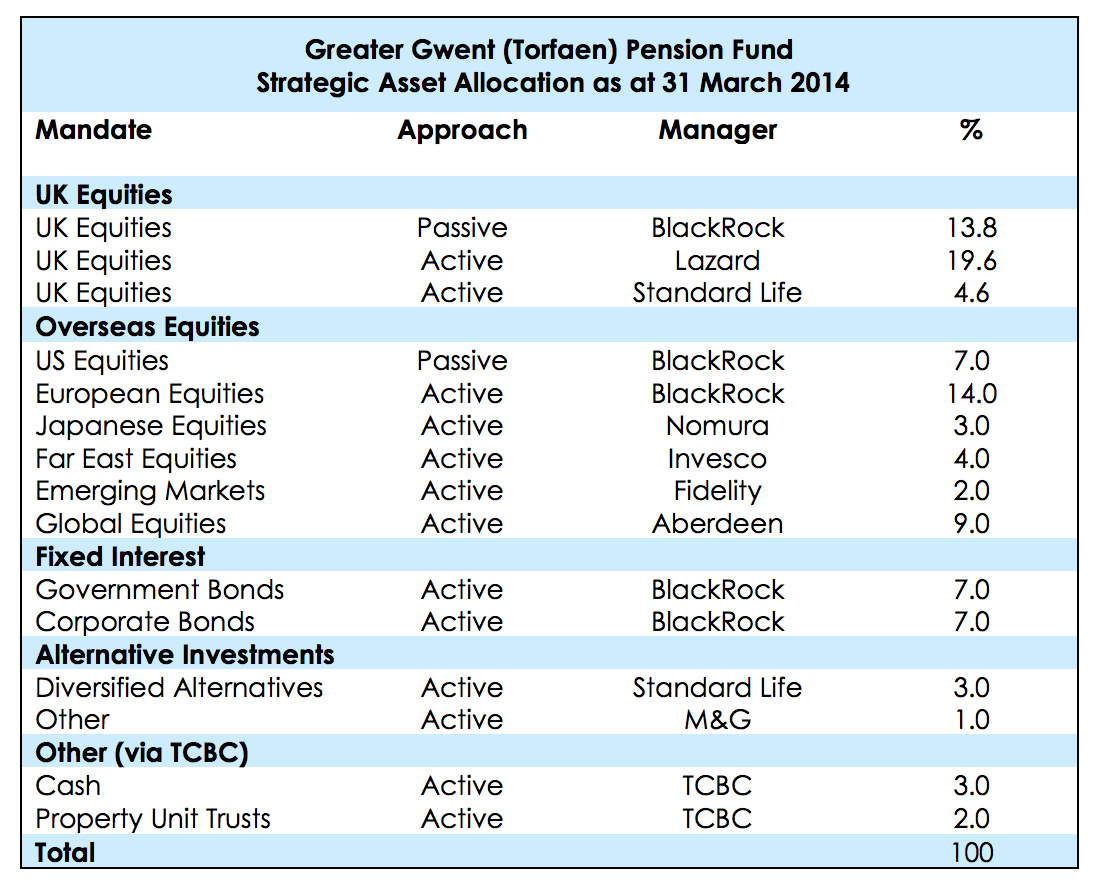 Greater Gwent (Torfaen) Pension Fund
Strategic Asset Allocation as at 31 March 2014
Mandate Approach Manager %
UK Equities
UK Equities Passive BlackRock 13.8
UK Equities Active Lazard 19.6
UK Equities Active Standard Life 4.6
Overseas Equities
US Equities Passive BlackRock 7.0
European Equities Active BlackRock 14.0
Japanese Equities Active Nomura 3.0
Far East Equities Active Invesco 4.0
Emerging Markets Active Fidelity 2.0
Global Equities Active Aberdeen 9.0
Fixed Interest
Government Bonds Active BlackRock 7.0
Corporate Bonds Active BlackRock 7.0
Alternative Investments
Diversified Alternatives Active Standard Life 3.0
Other Active M&G 1.0
Other (via TCBC)
Cash Active TCBC 3.0
Property Unit Trusts Active TCBC 2.0
Total 100